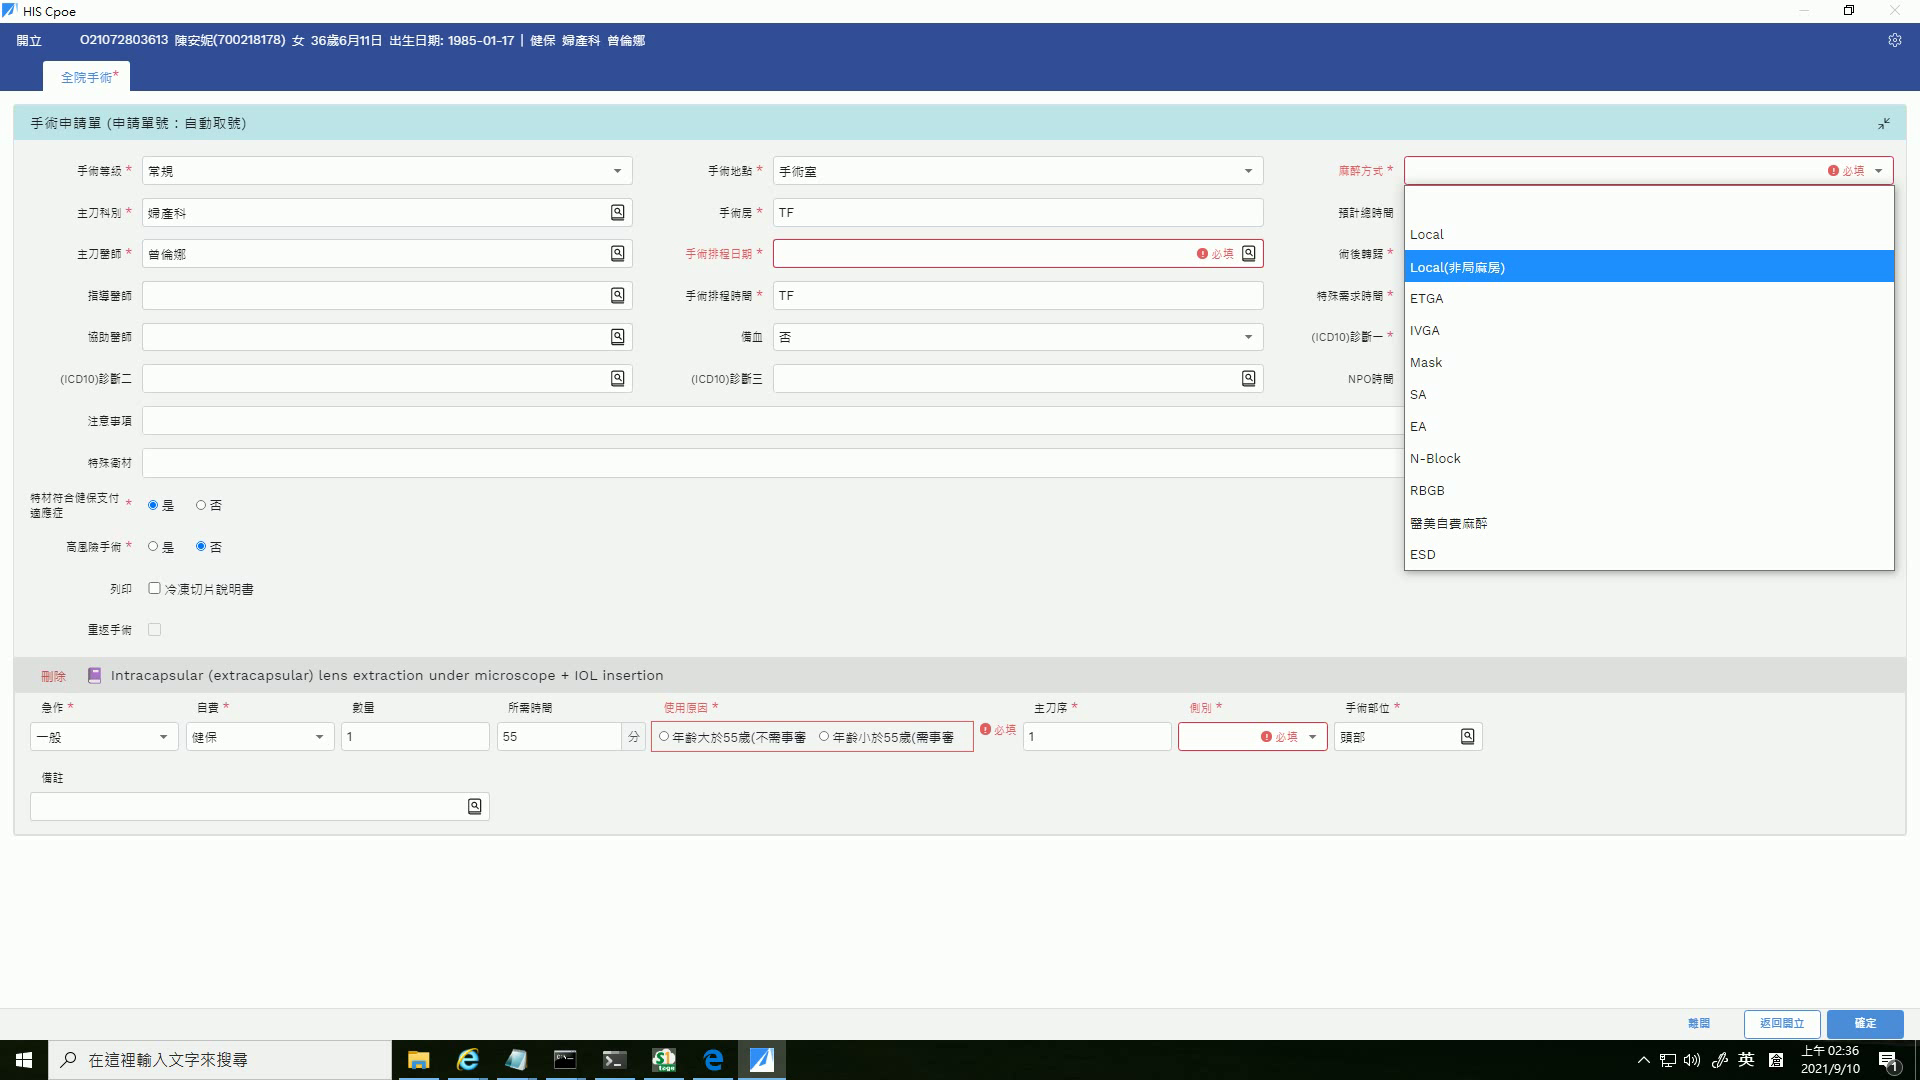 HIS Cpoe
開立 O21072803613 陳安妮(700218178) 女 36歲6月11日 出生日期: 1985-01-17 | 健保 婦產科 曾倫娜
全院手術*
手術申請單 (申請單號：自動取號)
手術等級 * 常規 手術地點 * 手術室 麻醉方式 * 必填
主刀科別 * 婦產科 手術房 * TF 預計總時間
主刀醫師 * 曾倫娜 手術排程日期 * 必填 術後轉歸 *
指導醫師 手術排程時間 * TF 特殊需求時間 *
協助醫師 備血 否 (ICD10)診斷一 *
(ICD10)診斷二 (ICD10)診斷三 NPO時間
Local
Local(非局麻房)
ETGA
IVGA
Mask
SA
EA
N-Block
RBGB
醫美自費麻醉
ESD
注意事項
特殊衛材
特材符合健保支付適應症 * 是 否
高風險手術 * 是 否
列印 冷凍切片說明書
重返手術
刪除 Intracapsular (extracapsular) lens extraction under microscope + IOL insertion
急作 * 自費 * 數量 所需時間 使用原因 * 主刀序 * 側別 * 手術部位 *
一般 健保 1 55 分 年齡大於55歲(不需事審 年齡小於55歲(需事審 必填 1 必填 頭部
備註
離開 返回開立 確定
在這裡輸入文字來搜尋
英
上午 02:36
2021/9/10
1